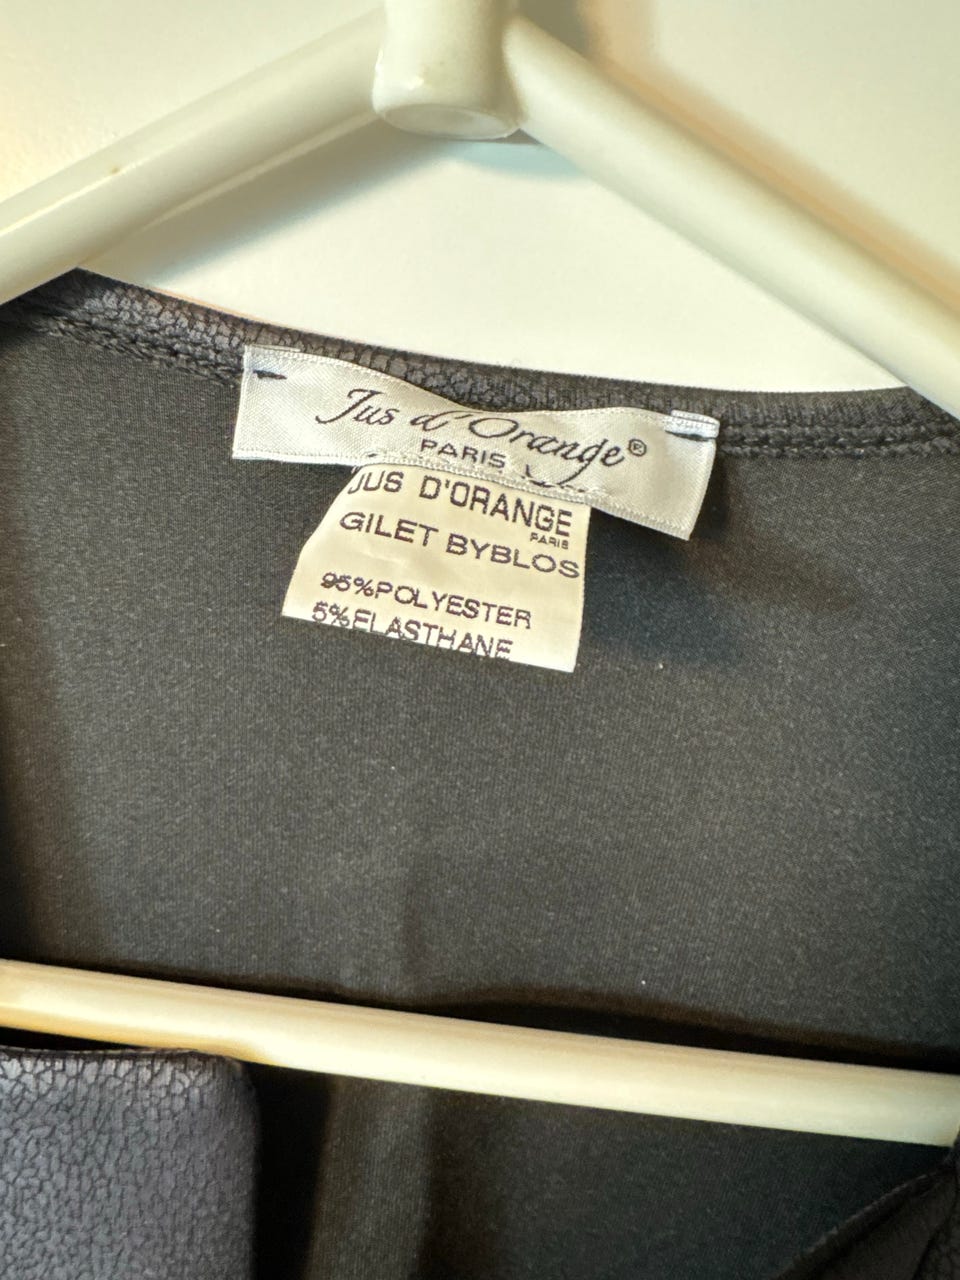 Jus d'Orange®
PARIS
JUS D'ORANGE
PARIS
GILET BYBLOS
95%POLYESTER
5%ELASTHANE